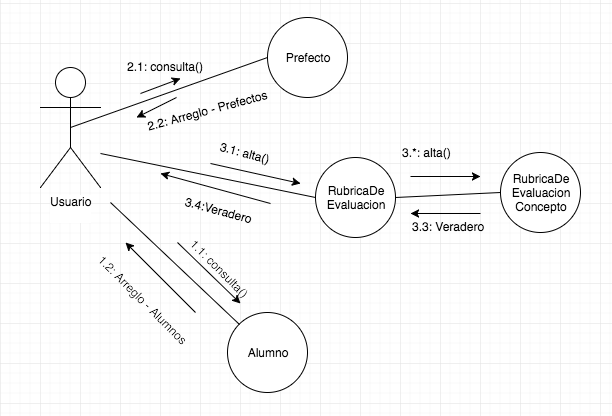 Prefecto
2.1: consulta()
2.2: Arreglo - Prefectos
3.1: alta()
3.*: alta()
RubricaDe
Evaluacion
RubricaDe
Evaluacion
Concepto
Usuario
3.4:Veradero
3.3: Veradero
1.1: consulta()
1.2: Arreglo - Alumnos
Alumno